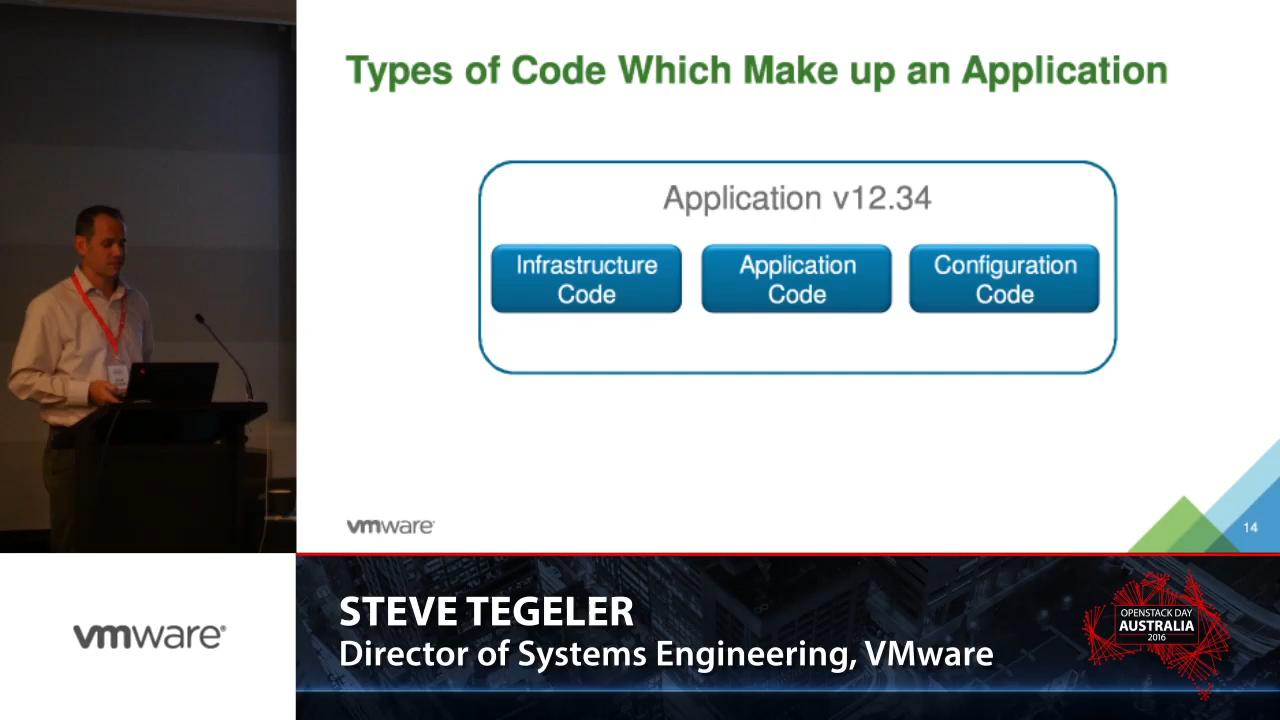 Types of Code Which Make up an Application
Application v12.34
Infrastructure
Code
Application
Code
Configuration
Code
vmware
14
vmware®
STEVE TEGELER
Director of Systems Engineering, VMware
OPENSTACK DAY
AUSTRALIA
2016